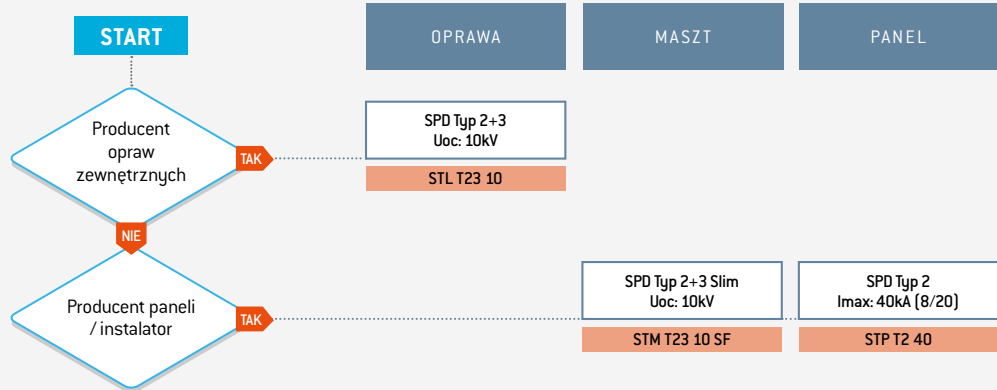 START
OPRAWA
MASZT
PANEL
Producent
opraw
zewnętrznych
TAK
SPD Typ 2+3
Uoc: 10kV
STL T23 10
NIE
Producent paneli
/ instalator
TAK
SPD Typ 2+3 Slim
Uoc: 10kV
STM T23 10 SF
SPD Typ 2
Imax: 40kA (8/20)
STP T2 40